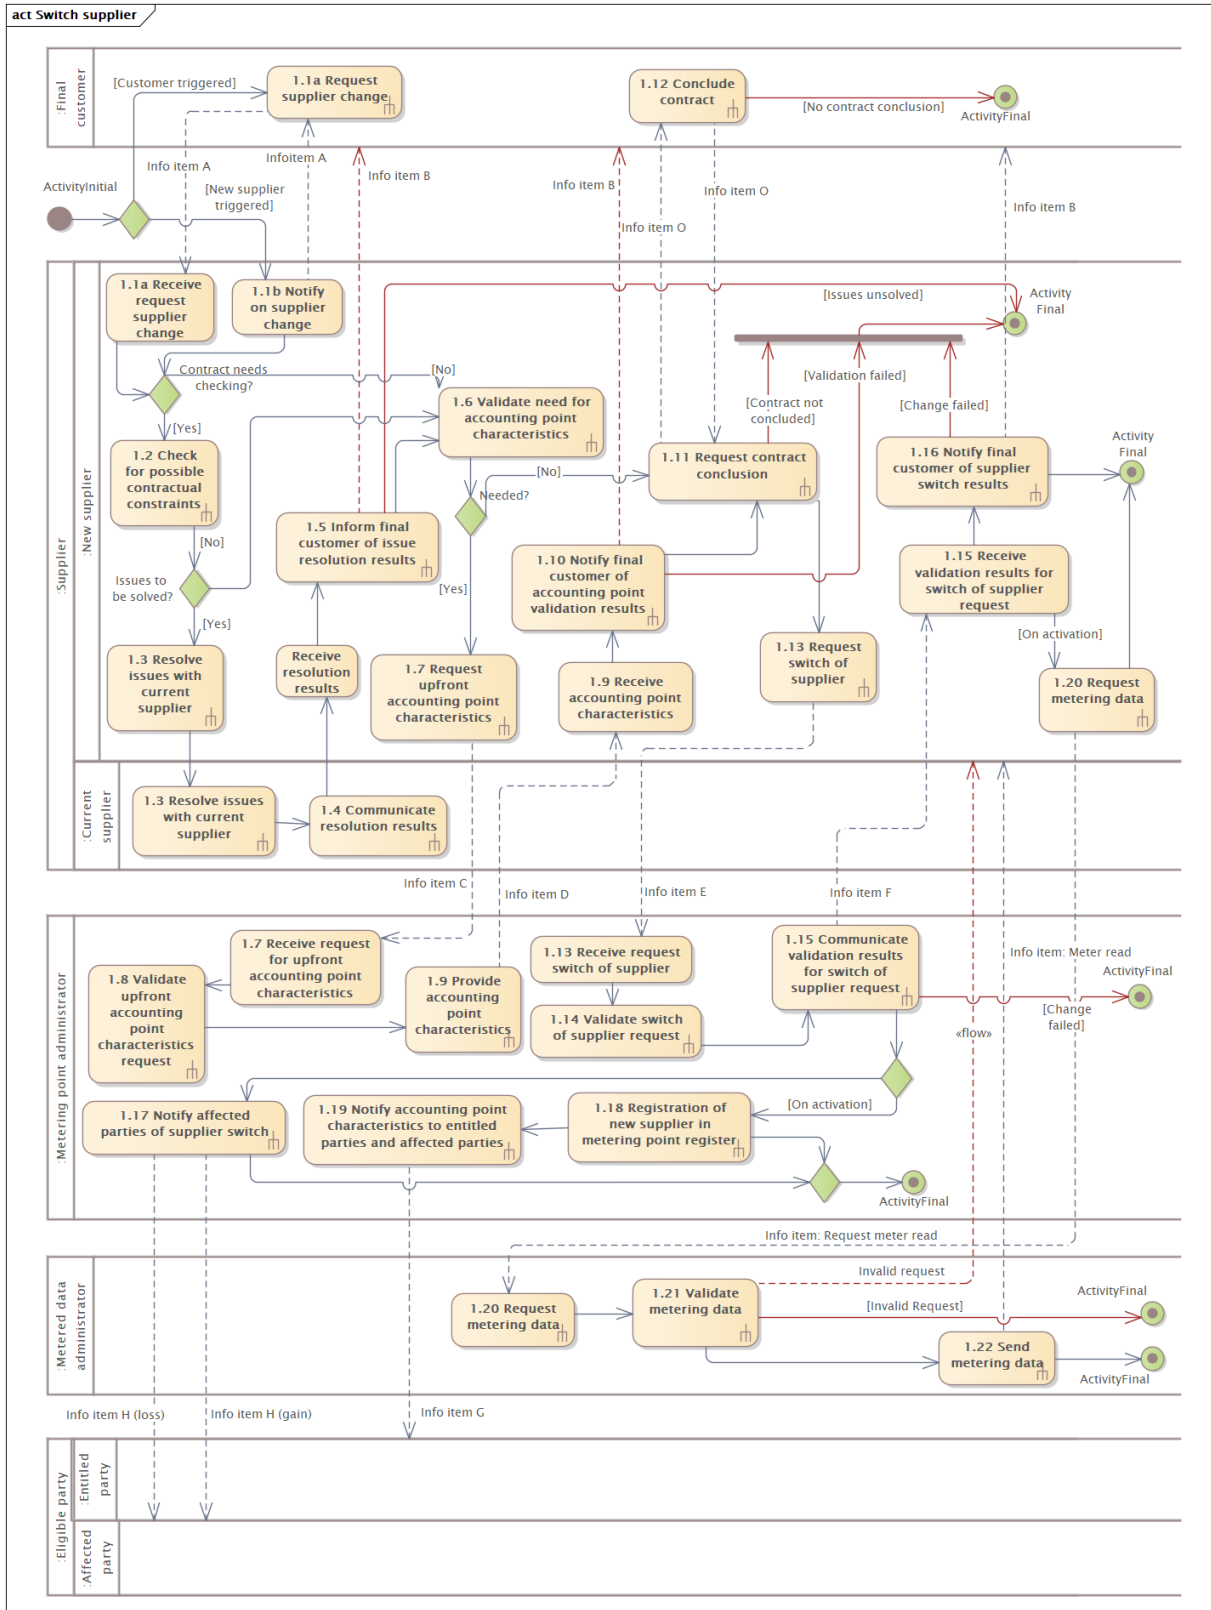 act Switch supplier
:Final
customer
[Customer triggered]
1.1a Request
supplier change
1.12 Conclude
contract
[No contract conclusion]
ActivityFinal
Info item A
Infoitem A
Info item B
Info item B
Info item O
Info item O
Info item B
ActivityInitial
[New supplier
triggered]
:Supplier
:New supplier
1.1a Receive
request
supplier
change
1.1b Notify
on supplier
change
[Issues unsolved]
Activity
Final
Contract needs
checking?
[No]
[Validation failed]
[Yes]
1.6 Validate need for
accounting point
characteristics
[Contract not
concluded]
[Change failed]
1.2 Check
for possible
contractual
constraints
1.11 Request contract
conclusion
1.16 Notify final
customer of supplier
switch results
Activity
Final
[No]
Needed?
[No]
1.5 Inform final
customer of issue
resolution results
1.10 Notify final
customer of
accounting point
validation results
1.15 Receive
validation results for
switch of supplier
request
Issues to
be solved?
[Yes]
[Yes]
[On activation]
1.3 Resolve
issues with
current
supplier
Receive
resolution
results
1.7 Request
upfront
accounting point
characteristics
1.9 Receive
accounting point
characteristics
1.13 Request
switch of
supplier
1.20 Request
metering data
:Current
supplier
1.3 Resolve issues
with current
supplier
1.4 Communicate
resolution results
Info item C
Info item D
Info item E
Info item F
:Metering point administrator
1.7 Receive request
for upfront
accounting point
characteristics
1.8 Validate
upfront
accounting
point
characteristics
request
1.9 Provide
accounting
point
characteristics
1.13 Receive request
switch of supplier
1.14 Validate switch
of supplier request
1.15 Communicate
validation results
for switch of
supplier request
Info item: Meter read
ActivityFinal
[Change
failed]
«flow»
[On activation]
1.17 Notify affected
parties of supplier switch
1.19 Notify accounting point
characteristics to entitled
parties and affected parties
1.18 Registration of
new supplier in
metering point register
ActivityFinal
Info item: Request meter read
:Metered data
administrator
Invalid request
1.20 Request
metering data
1.21 Validate
metering data
[Invalid Request]
ActivityFinal
1.22 Send
metering data
ActivityFinal
Info item H (loss)
Info item H (gain)
Info item G
:Eligible party
:Entitled
party
:Affected
party